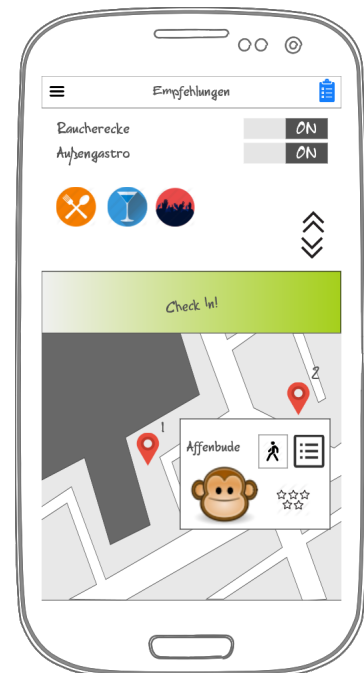 Empfehlungen
Raucherecke ON
Außengastro ON
Check In!
2
1
Affenbude